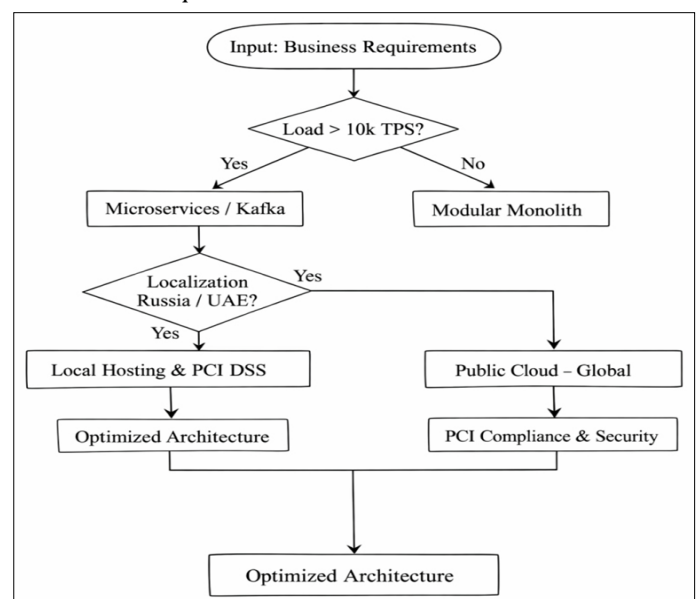 Input: Business Requirements
Load > 10k TPS?
Yes
No
Microservices / Kafka
Modular Monolith
Localization
Russia / UAE?
Yes
Yes
Local Hosting & PCI DSS
Public Cloud – Global
Optimized Architecture
PCI Compliance & Security
Optimized Architecture